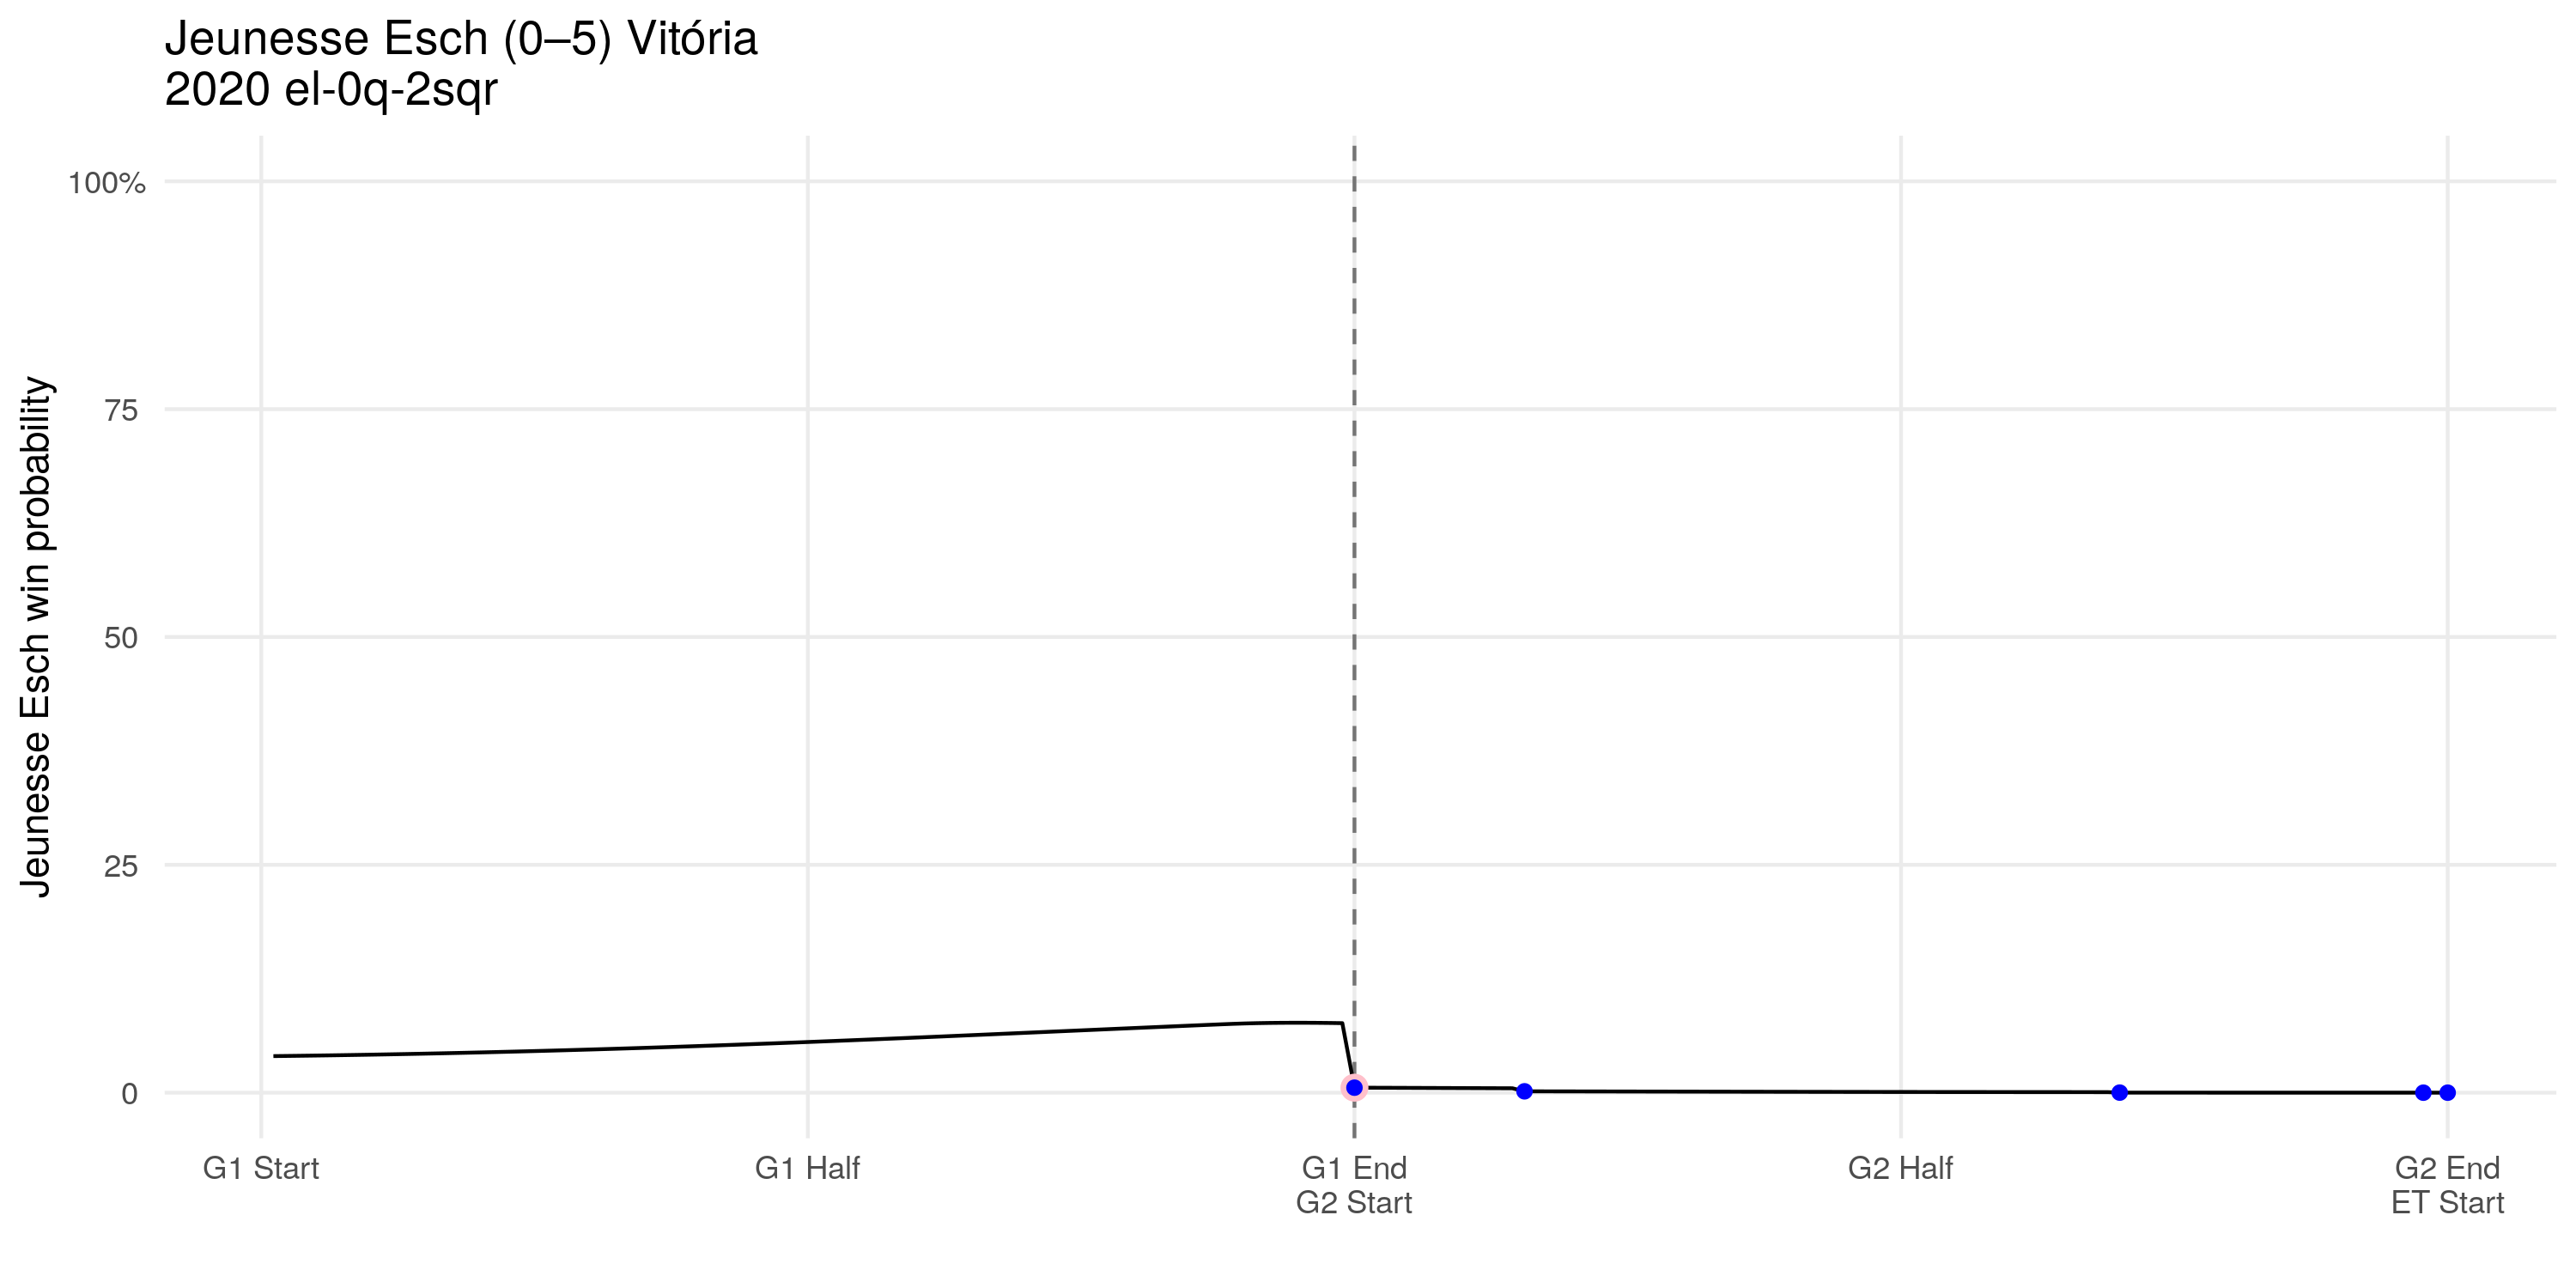 Jeunesse Esch (0–5) Vitória
2020 el-0q-2sqr
Jeunesse Esch win probability
100%
75
50
25
0
G1 Start
G1 Half
G1 End
G2 Start
G2 Half
G2 End
ET Start